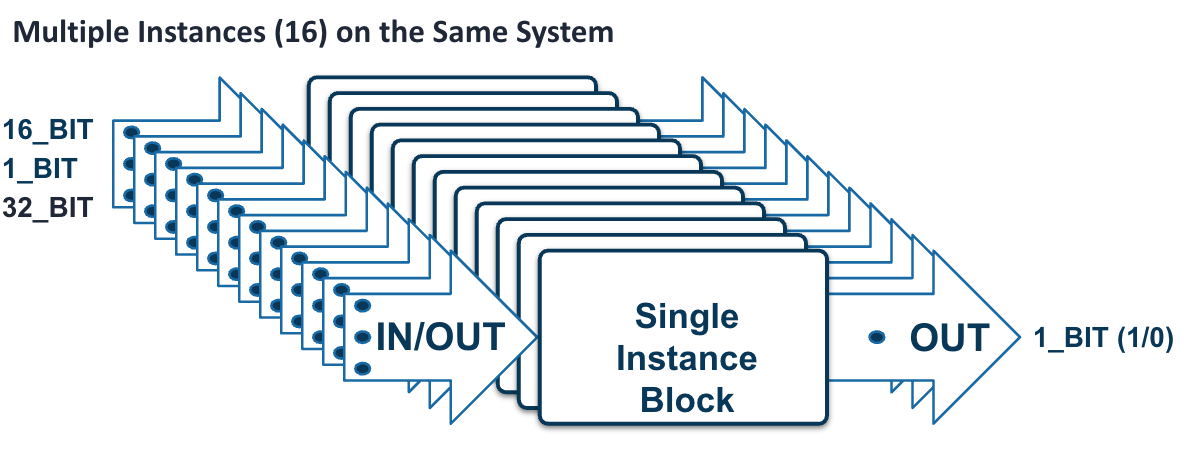 Multiple Instances (16) on the Same System
16_BIT
1_BIT
32_BIT
IN/OUT
Single
Instance
Block
OUT
1_BIT (1/0)